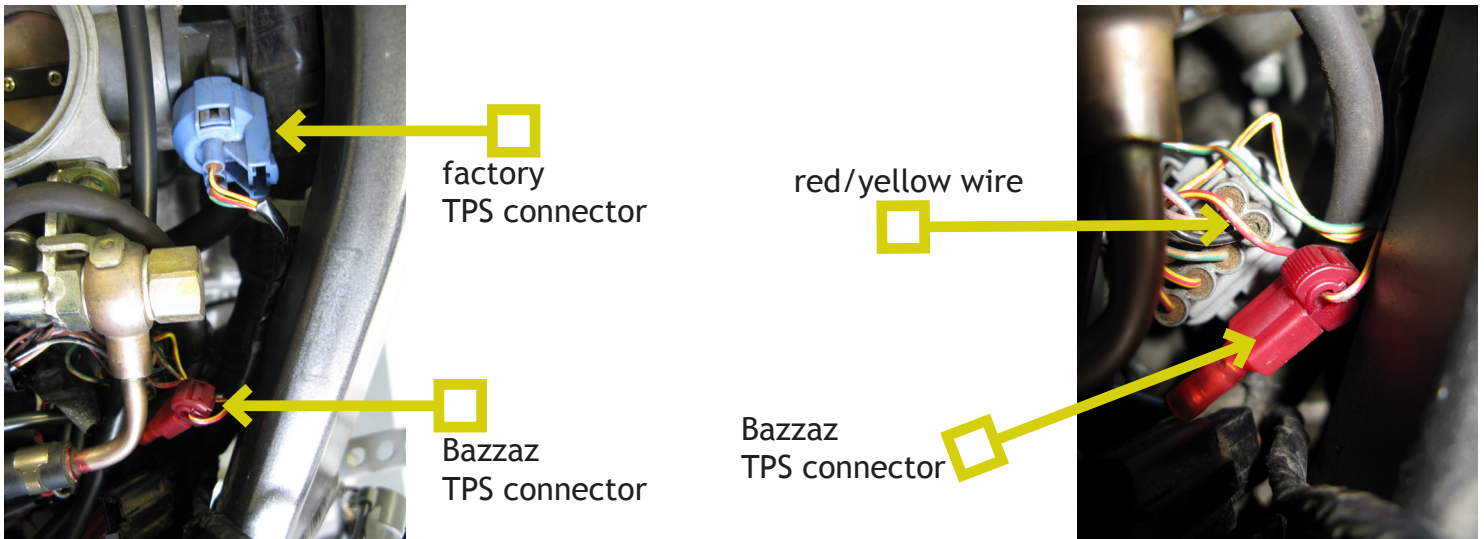 factory
TPS connector
Bazzaz
TPS connector
red/yellow wire
Bazzaz
TPS connector